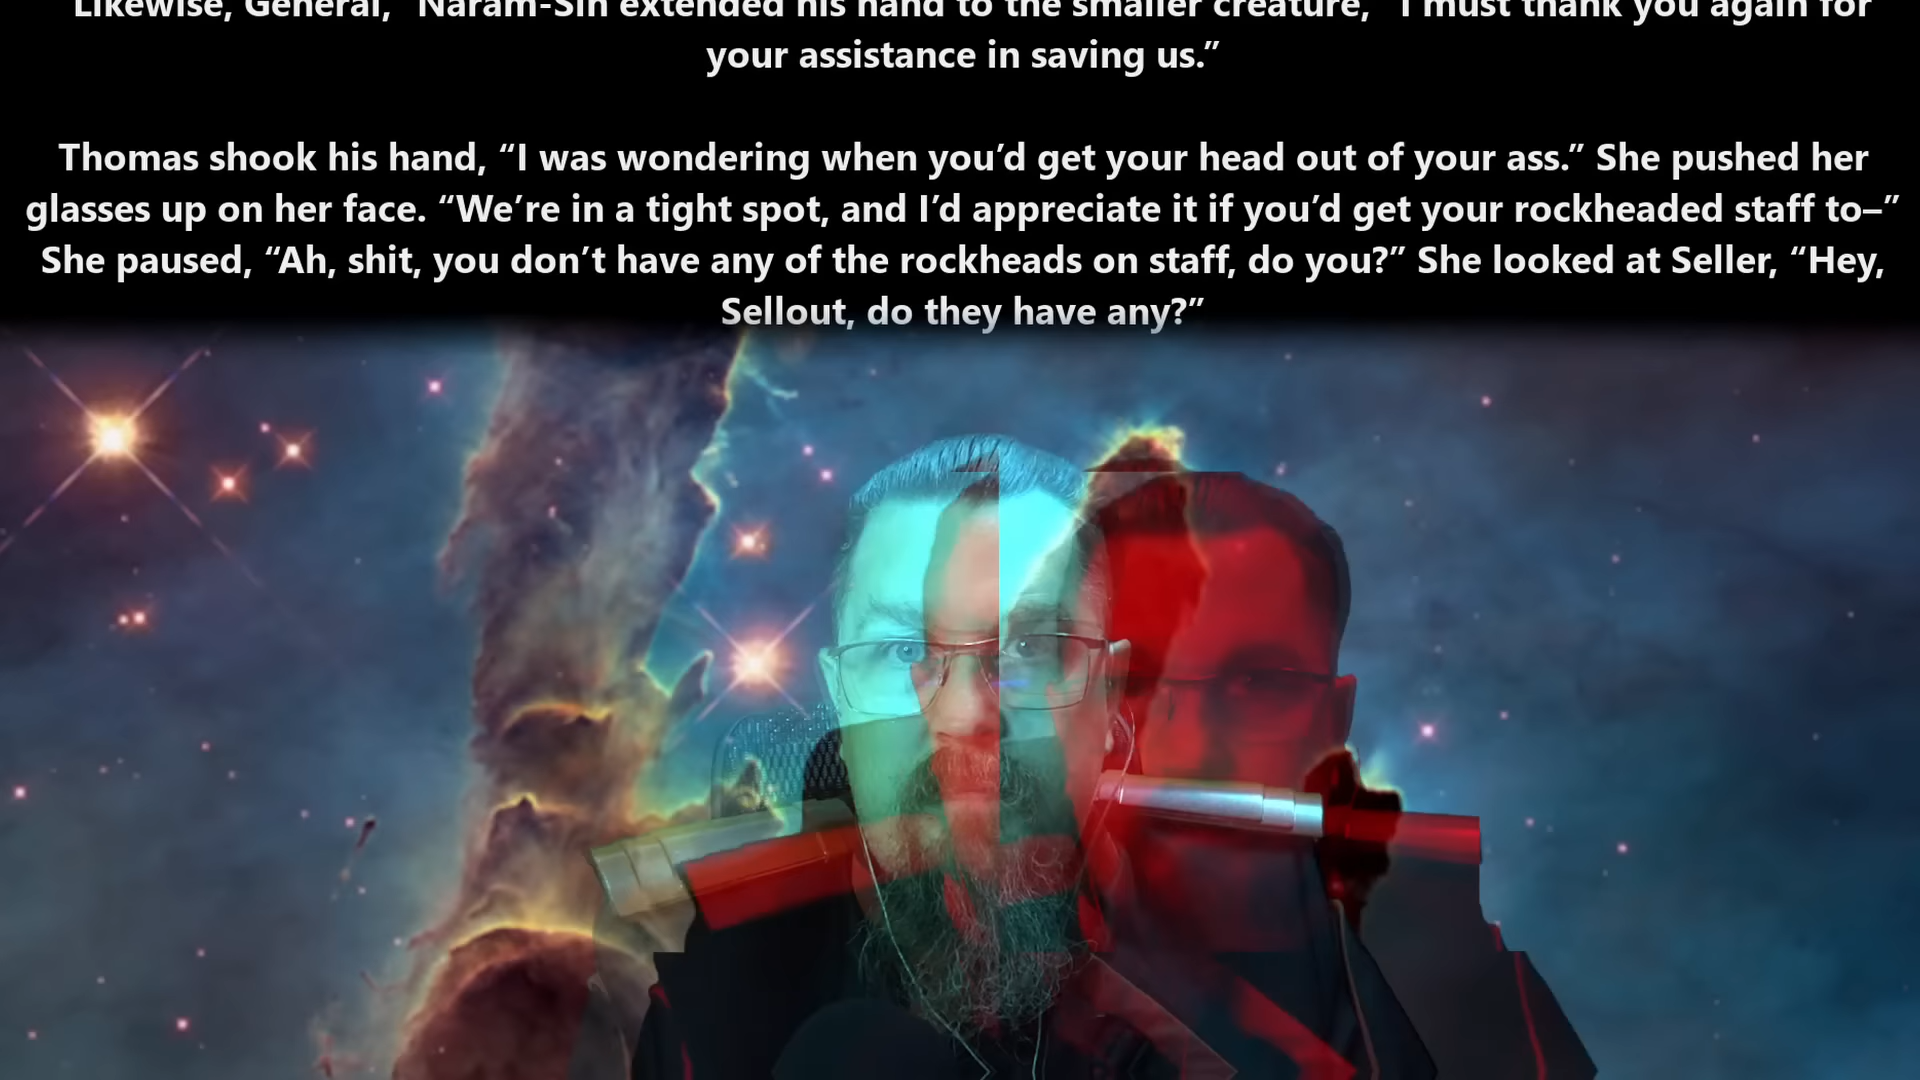 Likewise, General,” Naram-Sin extended his hand to the smaller creature, “I must thank you again for
your assistance in saving us.”
Thomas shook his hand, “I was wondering when you’d get your head out of your ass.” She pushed her
glasses up on her face. “We’re in a tight spot, and I’d appreciate it if you’d get your rockheaded staff to–”
She paused, “Ah, shit, you don’t have any of the rockheads on staff, do you?” She looked at Seller, “Hey,
Sellout, do they have any?”